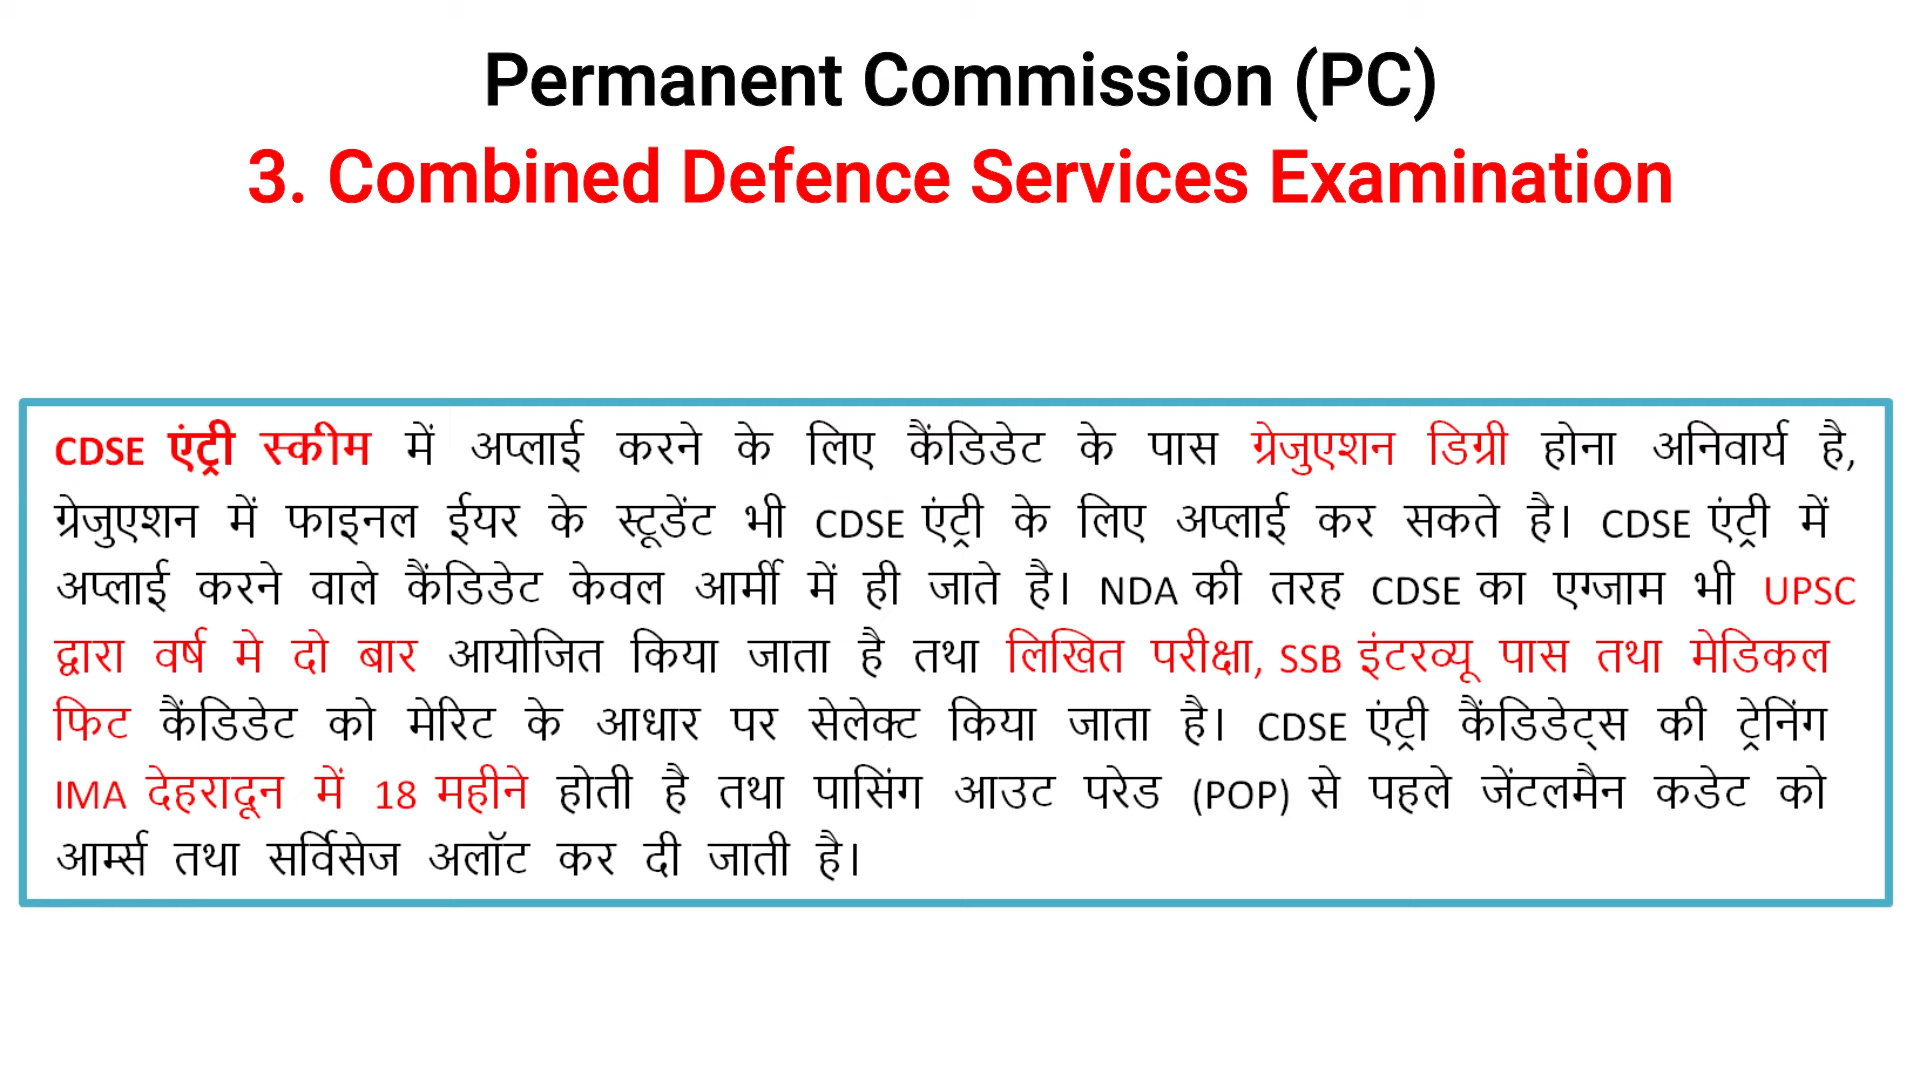 Permanent Commission (PC)
3. Combined Defence Services Examination
CDSE एंट्री स्कीम में अप्लाई करने के लिए कैंडिडेट के पास ग्रेजुएशन डिग्री होना अनिवार्य है,
ग्रेजुएशन में फाइनल ईयर के स्टूडेंट भी CDSE एंट्री के लिए अप्लाई कर सकते है। CDSE एंट्री में
अप्लाई करने वाले कैंडिडेट केवल आर्मी में ही जाते है। NDA की तरह CDSE का एग्जाम भी UPSC
द्वारा वर्ष मे दो बार आयोजित किया जाता है तथा लिखित परीक्षा, SSB इंटरव्यू पास तथा मेडिकल
फिट कैंडिडेट को मेरिट के आधार पर सेलेक्ट किया जाता है। CDSE एंट्री कैंडिडेट्स की ट्रेनिंग
IMA देहरादून में 18 महीने होती है तथा पासिंग आउट परेड (POP) से पहले जेंटलमैन कडेट को
आर्म्स तथा सर्विसेज अलॉट कर दी जाती है।